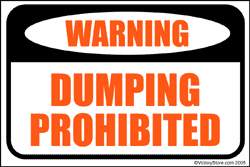 WARNING
DUMPING
PROHIBITED
©VictoryStore.com 2005